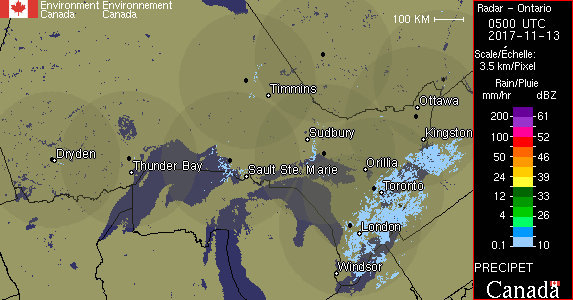 Environment Environnement
Canada Canada
100 KM
Timmins
Ottawa
Sudbury
Kingston
Dryden
Thunder Bay
Sault Ste. Marie
Orillia
Toronto
London
Windsor
Radar - Ontario
0500 UTC
2017-11-13
Scale/Échelle:
3.5 km/Pixel
Rain/Pluie
mm/hr dBZ
200 61
100 52
50 46
24 39
12 34
4 26
0.1 10
PRECIPET
Canada